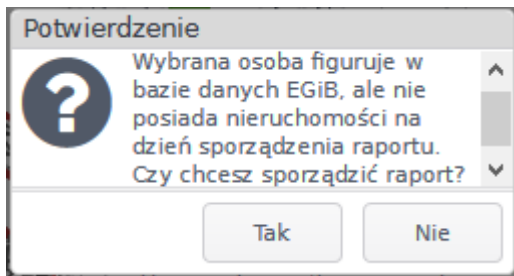 Potwierdzenie
Wybrana osoba figuruje w
bazie danych EGiB, ale nie
posiada nieruchomości na
dzień sporządzenia raportu.
Czy chcesz sporządzić raport?
Tak
Nie